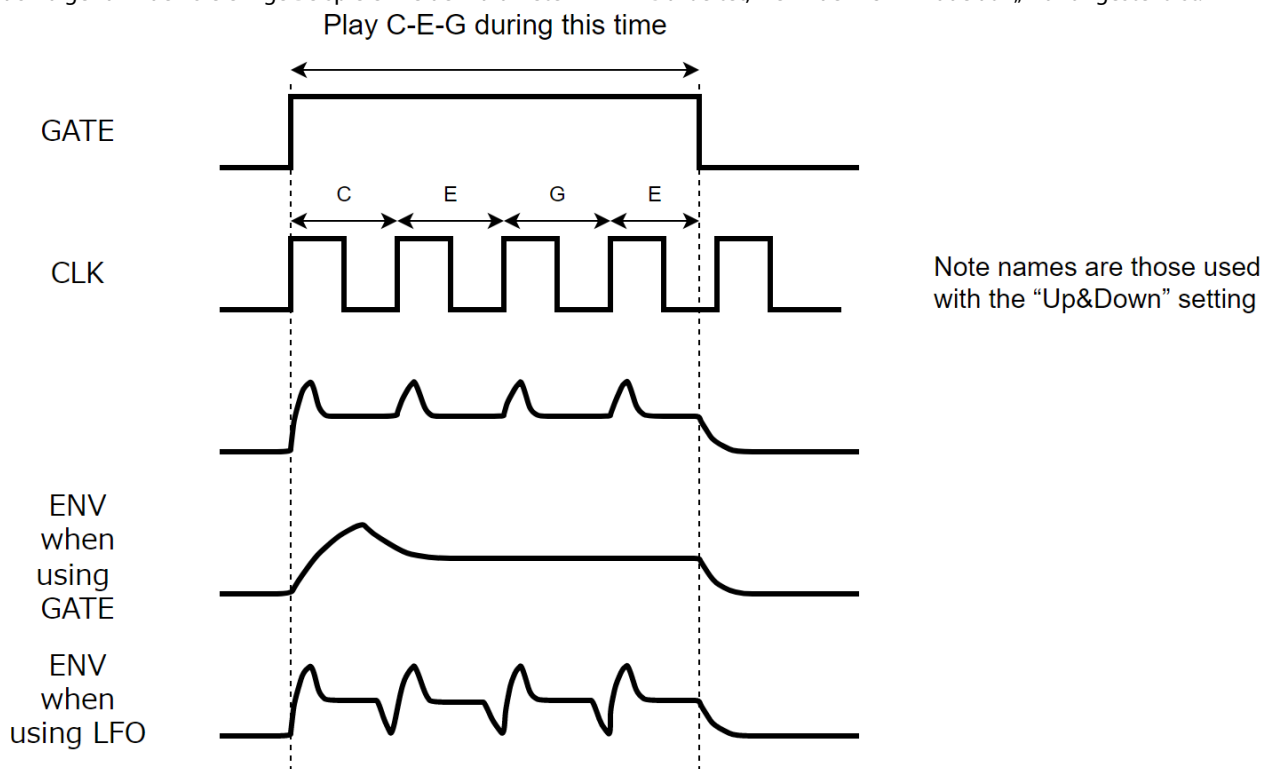 Play C-E-G during this time
GATE
C E G E
CLK
Note names are those used
with the “Up&Down” setting
ENV
when
using
GATE
ENV
when
using LFO